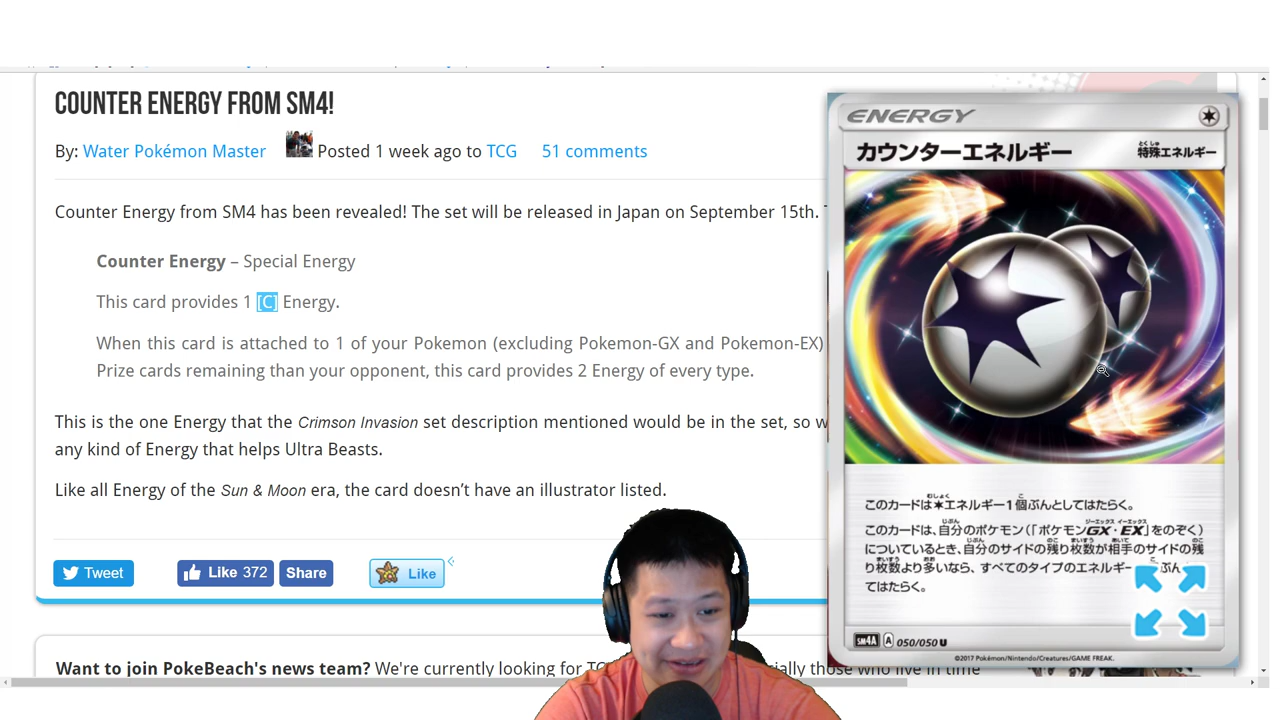 COUNTER ENERGY FROM SM4!
By: Water Pokémon Master Posted 1 week ago to TCG 51 comments
Counter Energy from SM4 has been revealed! The set will be released in Japan on September 15th.
Counter Energy – Special Energy
This card provides 1 [C] Energy.
When this card is attached to 1 of your Pokemon (excluding Pokemon-GX and Pokemon-EX)
Prize cards remaining than your opponent, this card provides 2 Energy of every type.
This is the one Energy that the Crimson Invasion set description mentioned would be in the set, so
any kind of Energy that helps Ultra Beasts.
Like all Energy of the Sun & Moon era, the card doesn't have an illustrator listed.
Tweet
Like 372
Share
Like
Want to join PokeBeach's news team? We're currently looking for those who live in time
ENERGY
カウンターエネルギー
特殊エネルギー
このカードは エネルギー1個ぶんとしてはたらく。
このカードは、自分のポケモン(「ポケモンGX・EX」をのぞく)
についているとき、自分のサイドの残り枚数が相手のサイドの残
り枚数より多いなら、すべてのタイプのエネルギー ぶん
てはたらく。
SM4A A 050/050 U
©2017 Pokémon/Nintendo/Creatures/GAME FREAK.